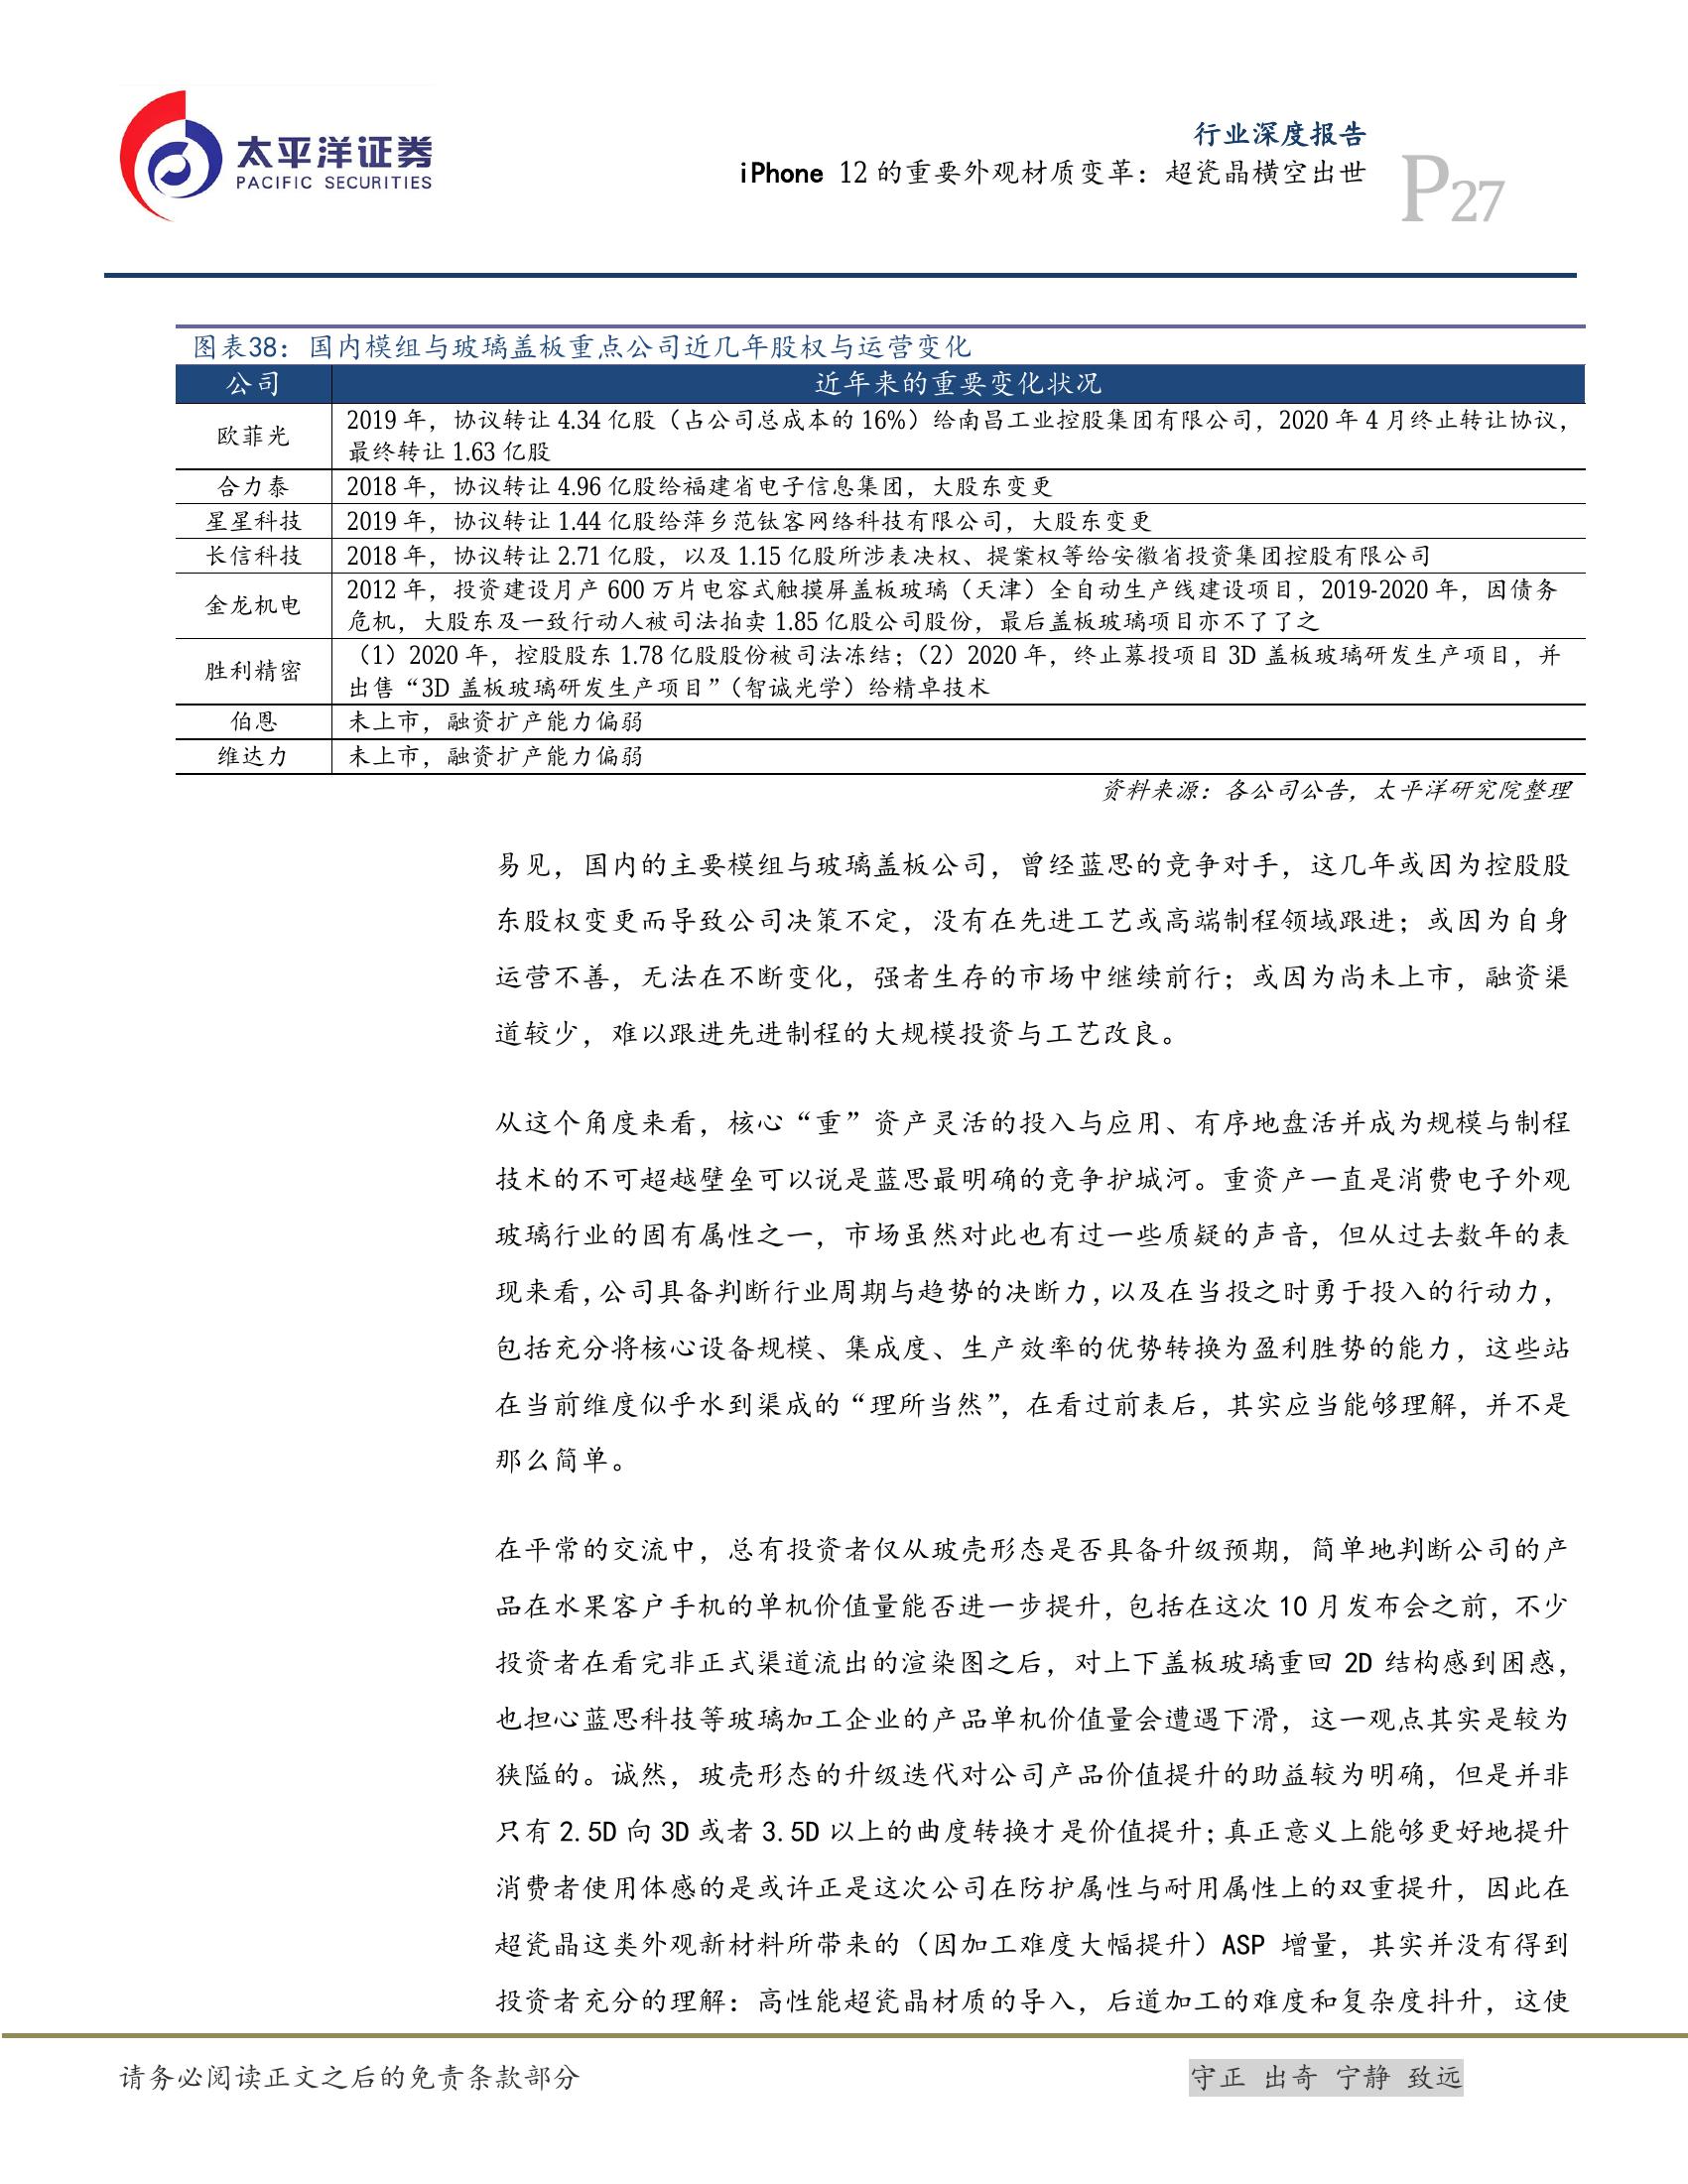 太平洋证券
PACIFIC SECURITIES
行业深度报告
iPhone 12 的重要外观材质变革：超瓷晶横空出世
P27
图表38：国内模组与玻璃盖板重点公司近几年股权与运营变化
公司 近年来的重要变化状况
欧菲光 2019 年，协议转让 4.34 亿股（占公司总成本的 16%）给南昌工业控股集团有限公司，2020 年 4 月终止转让协议，
最终转让 1.63 亿股
合力泰 2018 年，协议转让 4.96 亿股给福建省电子信息集团，大股东变更
星星科技 2019 年，协议转让 1.44 亿股给萍乡范钛客网络科技有限公司，大股东变更
长信科技 2018 年，协议转让 2.71 亿股，以及 1.15 亿股所涉表决权、提案权等给安徽省投资集团控股有限公司
金龙机电 2012 年，投资建设月产 600 万片电容式触摸屏盖板玻璃（天津）全自动生产线建设项目，2019-2020 年，因债务
危机，大股东及一致行动人被司法拍卖 1.85 亿股公司股份，最后盖板玻璃项目亦不了了之
胜利精密 （1）2020 年，控股股东 1.78 亿股股份被司法冻结；（2）2020 年，终止募投项目 3D 盖板玻璃研发生产项目，并
出售“3D 盖板玻璃研发生产项目”（智诚光学）给精卓技术
伯恩 未上市，融资扩产能力偏弱
维达力 未上市，融资扩产能力偏弱
资料来源：各公司公告，太平洋研究院整理
易见，国内的主要模组与玻璃盖板公司，曾经蓝思的竞争对手，这几年或因为控股股
东股权变更而导致公司决策不定，没有在先进工艺或高端制程领域跟进；或因为自身
运营不善，无法在不断变化，强者生存的市场中继续前行；或因为尚未上市，融资渠
道较少，难以跟进先进制程的大规模投资与工艺改良。
从这个角度来看，核心“重”资产灵活的投入与应用、有序地盘活并成为规模与制程
技术的不可超越壁垒可以说是蓝思最明确的竞争护城河。重资产一直是消费电子外观
玻璃行业的固有属性之一，市场虽然对此也有过一些质疑的声音，但从过去数年的表
现来看，公司具备判断行业周期与趋势的决断力，以及在当投之时勇于投入的行动力，
包括充分将核心设备规模、集成度、生产效率的优势转换为盈利胜势的能力，这些站
在当前维度似乎水到渠成的“理所当然”，在看过前表后，其实应当能够理解，并不是
那么简单。
在平常的交流中，总有投资者仅从玻壳形态是否具备升级预期，简单地判断公司的产
品在水果客户手机的单机价值量能否进一步提升，包括在这次 10 月发布会之前，不少
投资者在看完非正式渠道流出的渲染图之后，对上下盖板玻璃重回 2D 结构感到困惑，
也担心蓝思科技等玻璃加工企业的产品单机价值量会遭遇下滑，这一观点其实是较为
狭隘的。诚然，玻壳形态的升级迭代对公司产品价值提升的助益较为明确，但是并非
只有 2.5D 向 3D 或者 3.5D 以上的曲度转换才是价值提升；真正意义上能够更好地提升
消费者使用体感的是或许正是这次公司在防护属性与耐用属性上的双重提升，因此在
超瓷晶这类外观新材料所带来的（因加工难度大幅提升）ASP 增量，其实并没有得到
投资者充分的理解：高性能超瓷晶材质的导入，后道加工的难度和复杂度抖升，这使
请务必阅读正文之后的免责条款部分
守正 出奇 宁静 致远